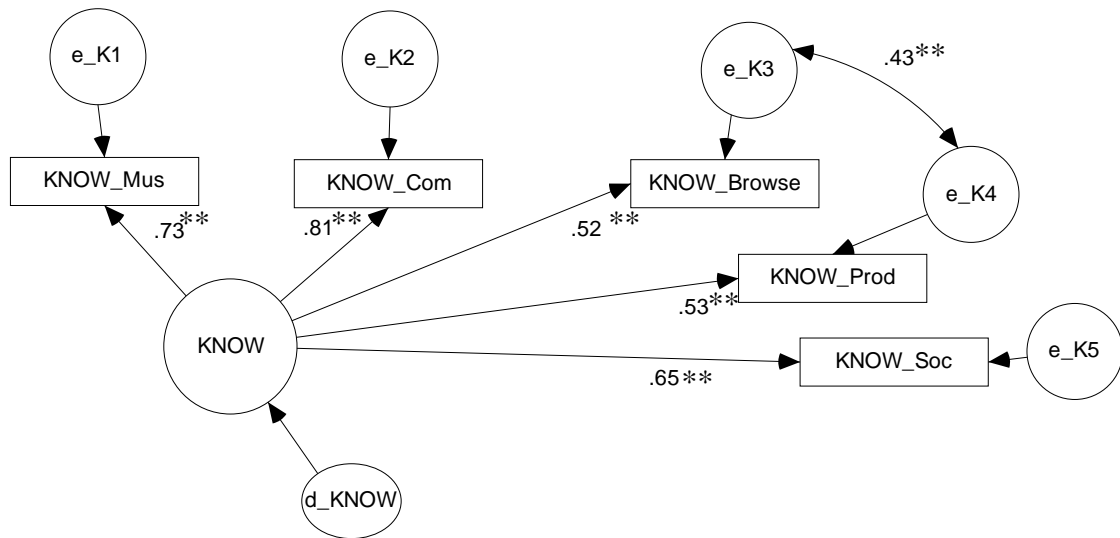 e_K1
e_K2
e_K3
.43**
KNOW_Mus
KNOW_Com
KNOW_Browse
e_K4
.73**
.81**
.52 **
KNOW_Prod
.53**
KNOW
KNOW_Soc
e_K5
.65**
d_KNOW